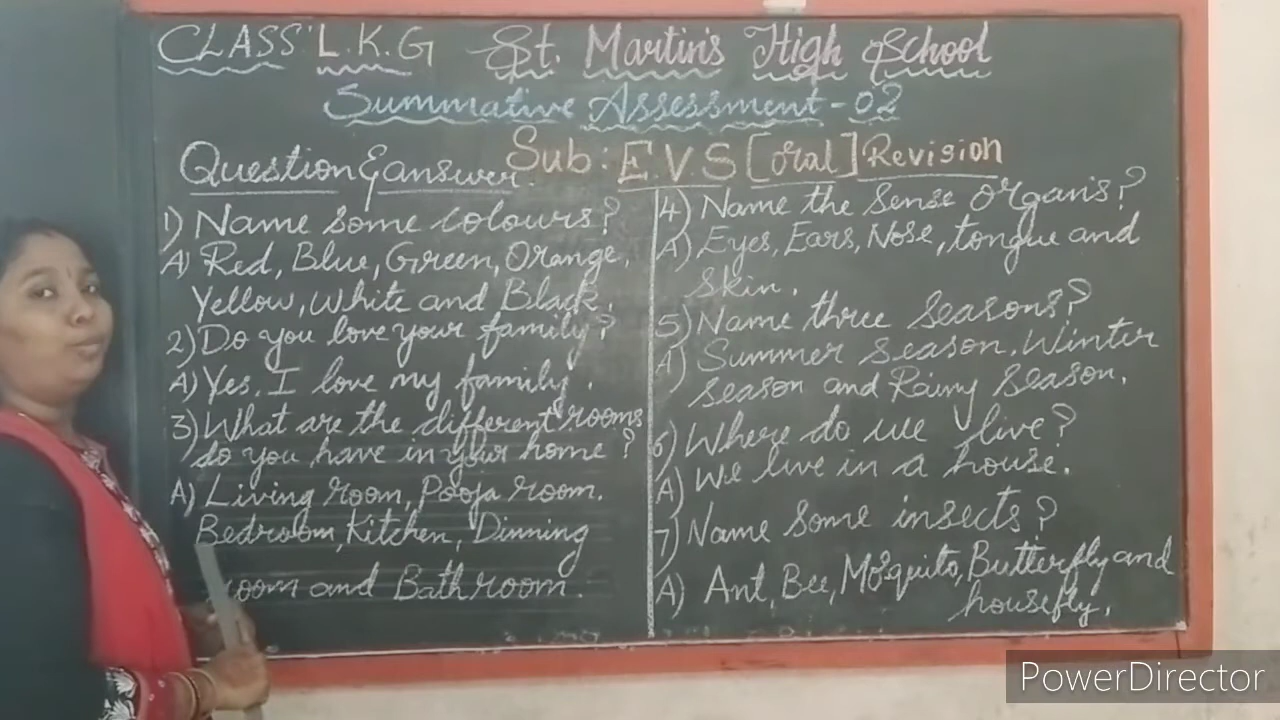 CLASS: L.K.G St. Martin's High School
Summative Assessment - 02
Sub: E.V.S [Oral] Revision
Question & answer.
1) Name some colours?
A) Red, Blue, Green, Orange,
Yellow, White and Black.
2) Do you love your family?
A) Yes, I love my family.
3) What are the different rooms
do you have in your home?
A) Living room, Pooja room.
Bedroom, Kitchen, Dinning
room and Bathroom.
4) Name the sense organs?
A) Eyes, Ears, Nose, tongue and
skin.
5) Name three seasons?
A) Summer season, Winter
season and Rainy season.
6) Where do we live?
A) We live in a house.
7) Name some insects?
A) Ant, Bee, Mosquito, Butterfly and
housefly.
PowerDirector